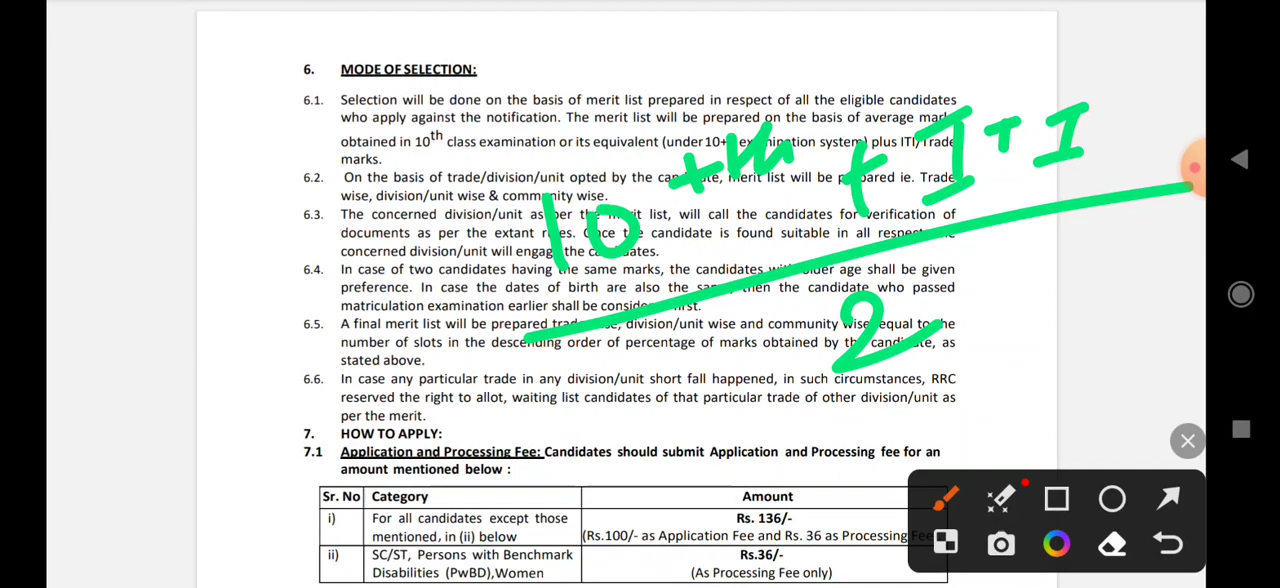 6. MODE OF SELECTION:
6.1. Selection will be done on the basis of merit list prepared in respect of all the eligible candidates
who apply against the notification. The merit list will be prepared on the basis of average
obtained in 10th class examination or its equivalent (under 10+ system) plus ITI/Trade
marks.
6.2. On the basis of trade/division/unit opted by the merit list will be ie. Trade
wise, division/unit wise & community wise.
6.3. The concerned division/unit as per the merit list, will call the candidates for verification of
documents as per the extant candidate is found suitable in all
concerned division/unit will engage the candidates.
6.4. In case of two candidates having the same marks, the candidates older age shall be given
preference. In case the dates of birth are also the then the candidate who passed
matriculation examination earlier shall be first.
6.5. A final merit list will be prepared division/unit wise and community wise equal to the
number of slots in the descending order of percentage of marks obtained by the candidate, as
stated above.
6.6. In case any particular trade in any division/unit short fall happened, in such circumstances, RRC
reserved the right to allot, waiting list candidates of that particular trade of other division/unit as
per the merit.
7. HOW TO APPLY:
7.1 Application and Processing Fee: Candidates should submit Application and Processing fee for an
amount mentioned below :
Sr. No Category Amount
i) For all candidates except those Rs. 136/-
mentioned, in (ii) below (Rs.100/- as Application Fee and Rs. 36 as Processing Fee
ii) SC/ST, Persons with Benchmark Rs.36/-
Disabilities (PwBD),Women (As Processing Fee only)
10th + ITI
2